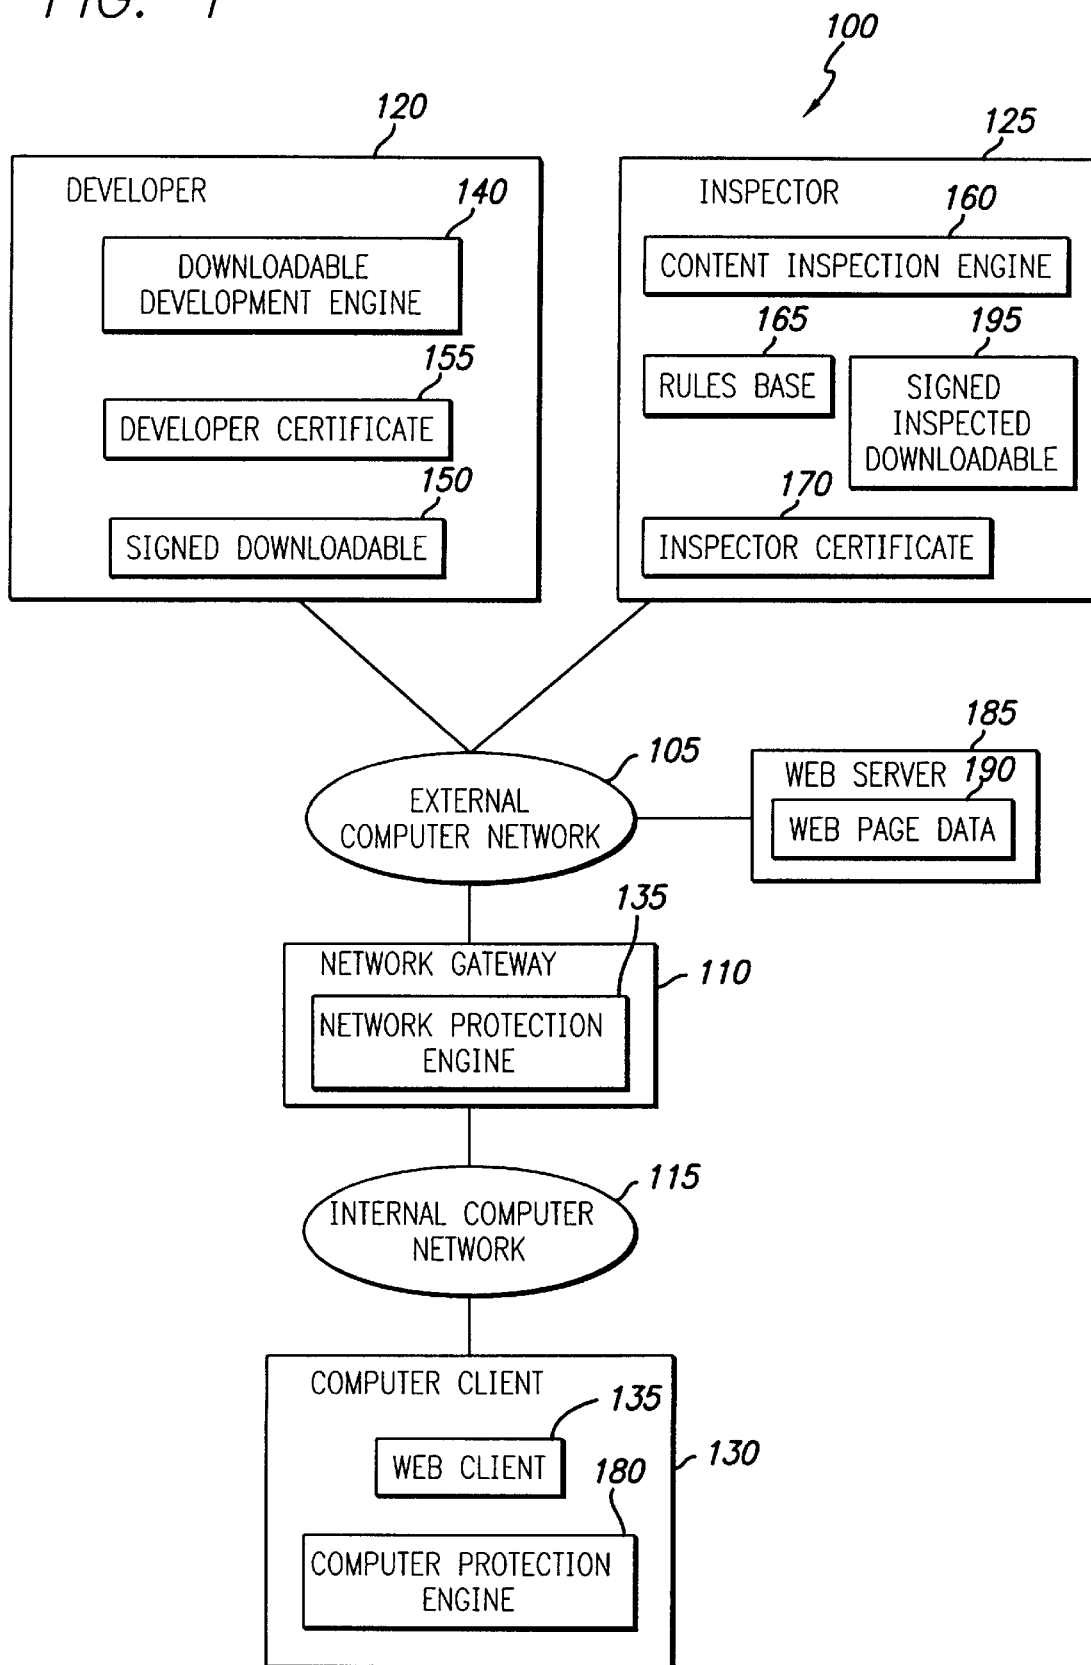 FIG. 1
100
120
125
DEVELOPER
140
DOWNLOADABLE
DEVELOPMENT ENGINE
155
DEVELOPER CERTIFICATE
150
SIGNED DOWNLOADABLE
INSPECTOR
160
CONTENT INSPECTION ENGINE
165
195
RULES BASE
SIGNED
INSPECTED
DOWNLOADABLE
170
INSPECTOR CERTIFICATE
105
EXTERNAL
COMPUTER NETWORK
185
WEB SERVER
190
WEB PAGE DATA
135
NETWORK GATEWAY
110
NETWORK PROTECTION
ENGINE
115
INTERNAL COMPUTER
NETWORK
COMPUTER CLIENT
135
WEB CLIENT
130
180
COMPUTER PROTECTION
ENGINE